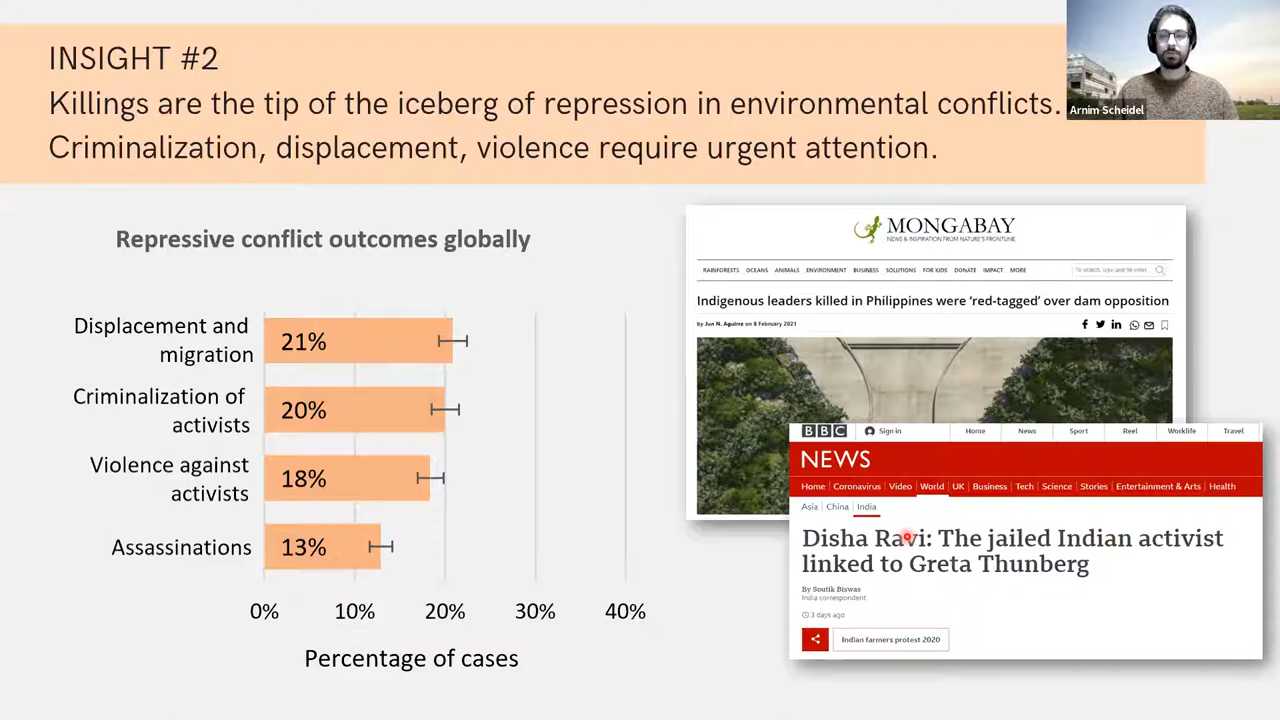 INSIGHT #2
Killings are the tip of the iceberg of repression in environmental conflicts.
Criminalization, displacement, violence require urgent attention.
Arnim Scheidel
Repressive conflict outcomes globally
Displacement and
migration
21%
Criminalization of
activists
20%
Violence against
activists
18%
Assassinations
13%
0% 10% 20% 30% 40%
Percentage of cases
MONGABAY
NEWS & INSPIRATION FROM NATURE'S FRONTLINE
RAINFORESTS OCEANS ANIMALS ENVIRONMENT BUSINESS SOLUTIONS FOR KIDS DONATE IMPACT MORE
To search, type and hit enter
Indigenous leaders killed in Philippines were 'red-tagged' over dam opposition
by Jun N. Aguirre on 8 February 2021
BBC Sign in Home News Sport Reel Worklife Travel
NEWS
Home Coronavirus Video World UK Business Tech Science Stories Entertainment & Arts Health
Asia China India
Disha Ravi: The jailed Indian activist
linked to Greta Thunberg
By Soutik Biswas
India correspondent
3 days ago
Indian farmers protest 2020